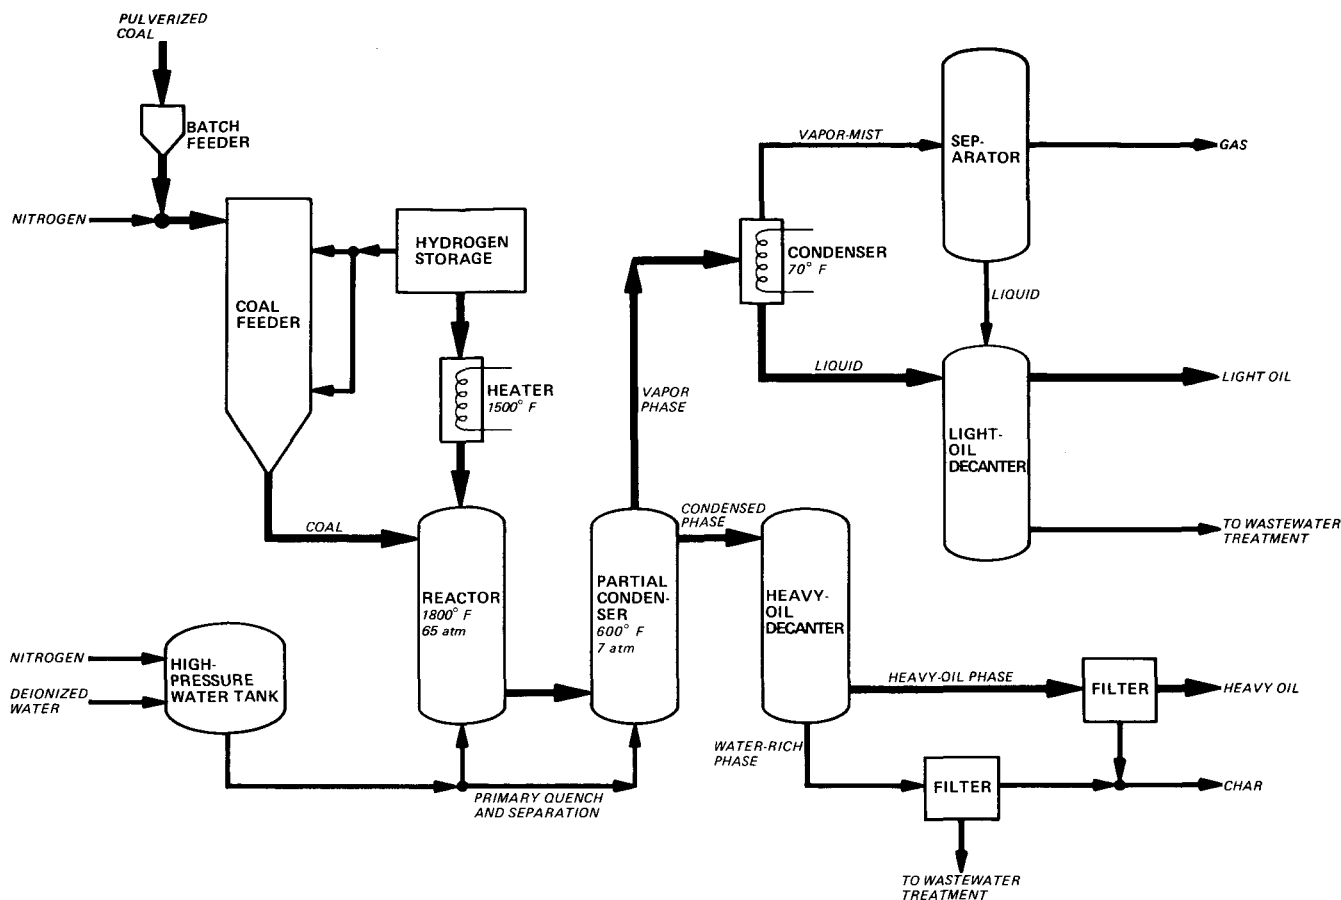 PULVERIZED
COAL
BATCH
FEEDER
NITROGEN
COAL
FEEDER
HYDROGEN
STORAGE
HEATER
1500° F
COAL
REACTOR
1800° F
65 atm
NITROGEN
DEIONIZED
WATER
HIGH-
PRESSURE
WATER TANK
PRIMARY QUENCH
AND SEPARATION
PARTIAL
CONDEN-
SER
600° F
7 atm
VAPOR
PHASE
CONDENSER
70° F
VAPOR-MIST
SEP-
ARATOR
GAS
LIQUID
LIQUID
LIGHT-
OIL
DECANTER
LIGHT OIL
TO WASTEWATER
TREATMENT
CONDENSED
PHASE
HEAVY-
OIL
DECANTER
HEAVY-OIL PHASE
FILTER
HEAVY OIL
WATER-RICH
PHASE
FILTER
CHAR
TO WASTEWATER
TREATMENT